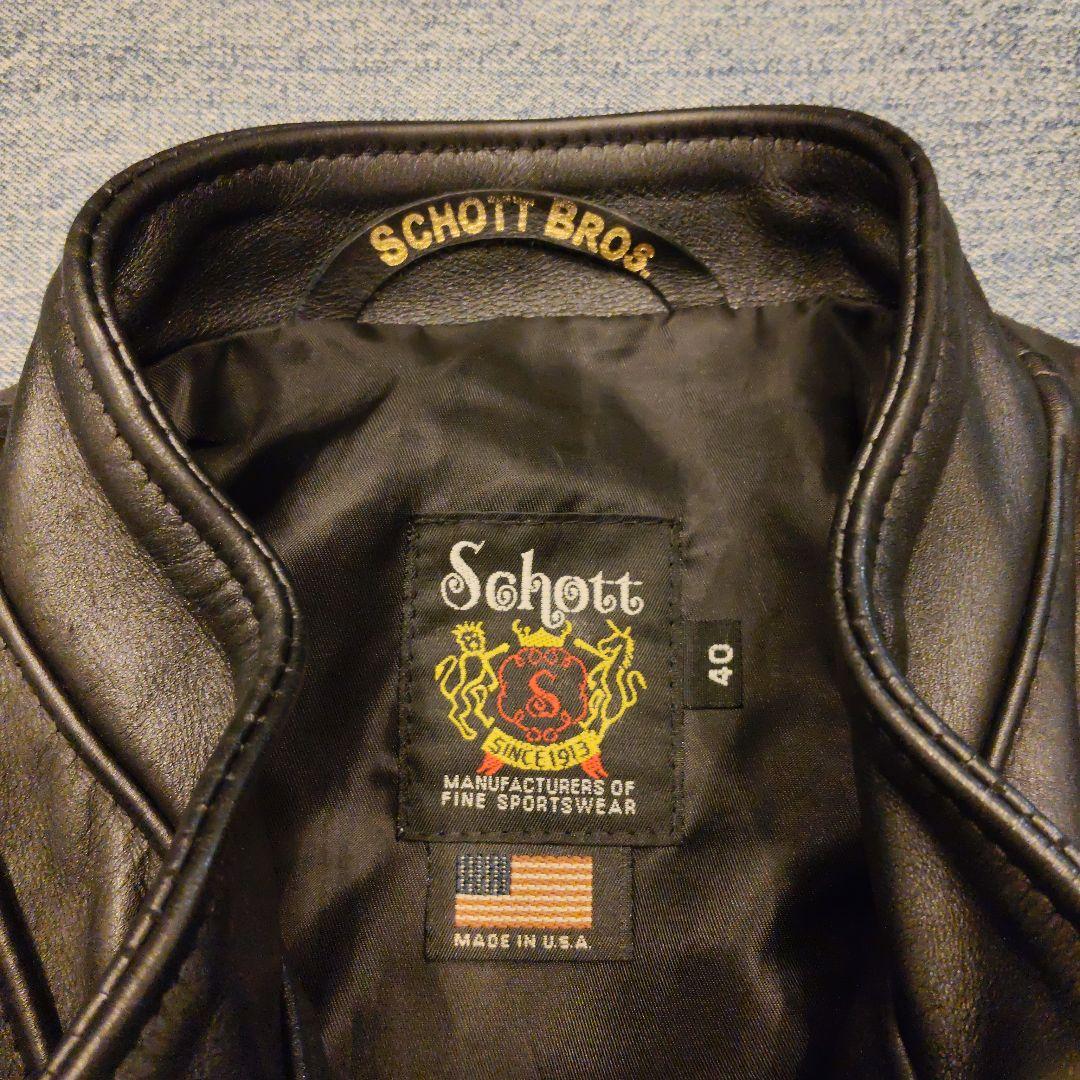 SCHOTT BROS.
Schott
S
SINCE 1913
MANUFACTURERS OF
FINE SPORTSWEAR
40
MADE IN U.S.A.